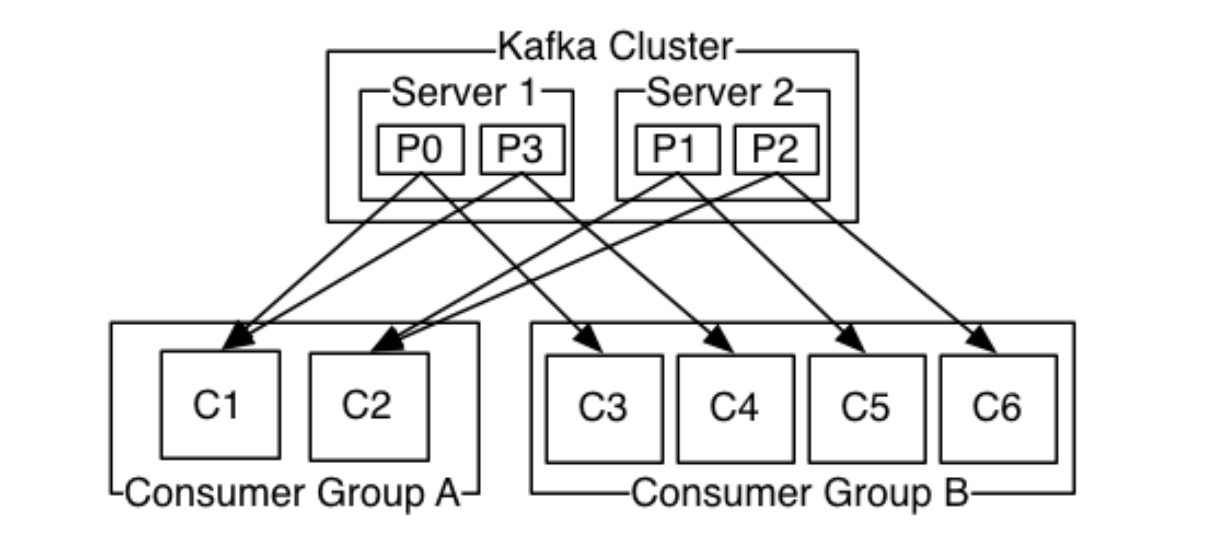 Kafka Cluster
Server 1
Server 2
P0
P3
P1
P2
C1
C2
C3
C4
C5
C6
Consumer Group A
Consumer Group B